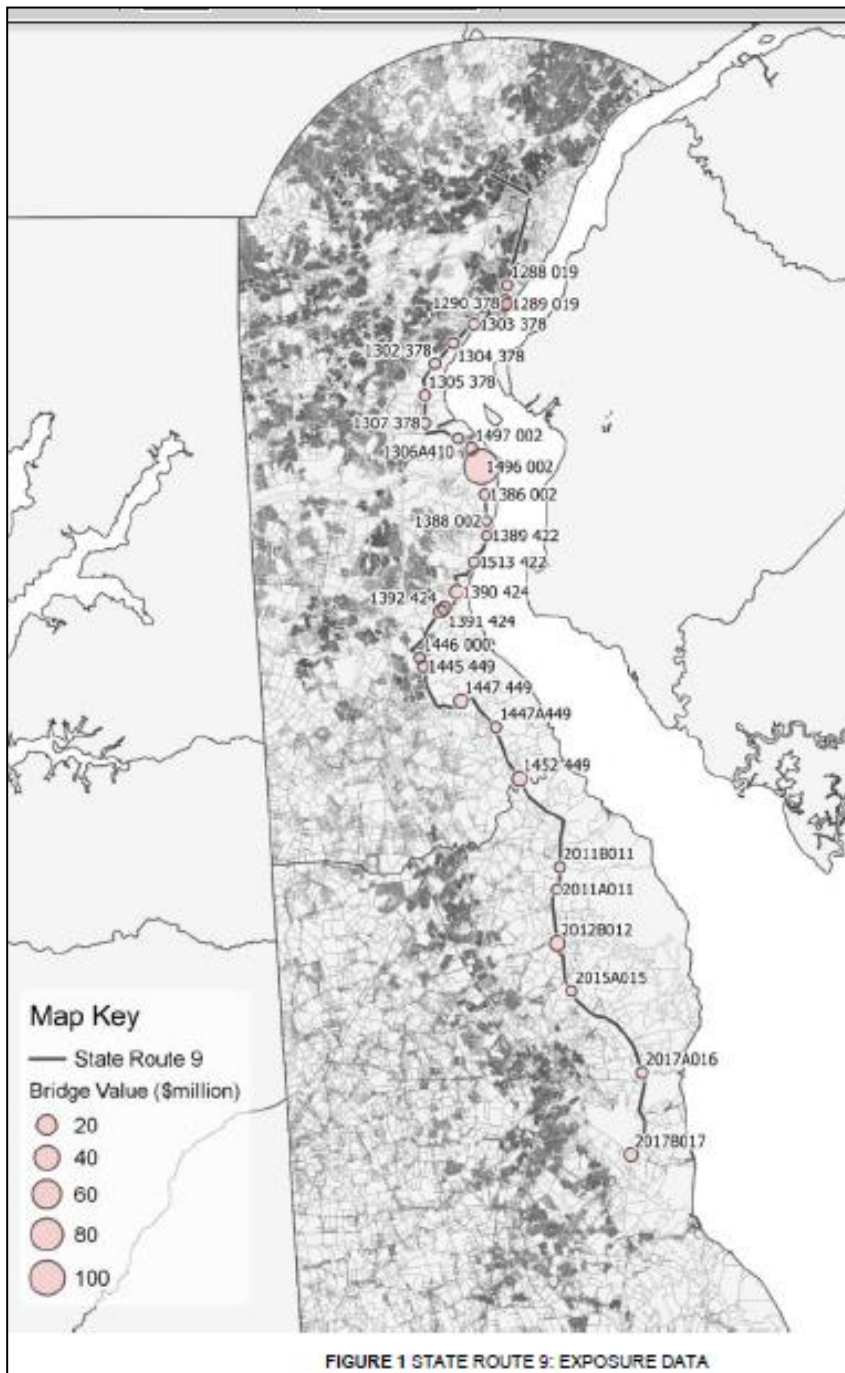 1288 019
1290 378
1289 019
1303 378
1302 378
1304 378
1305 378
1307 378
1497 002
1306A410
1496 002
1386 002
1388 002
1389 422
1513 422
1390 424
1392 424
1391 424
1446 000
1445 449
1447 449
1447A449
1452 449
2011B011
2011A011
2012B012
2015A015
2017A016
2017B017
Map Key
State Route 9
Bridge Value ($million)
20
40
60
80
100
FIGURE 1 STATE ROUTE 9: EXPOSURE DATA